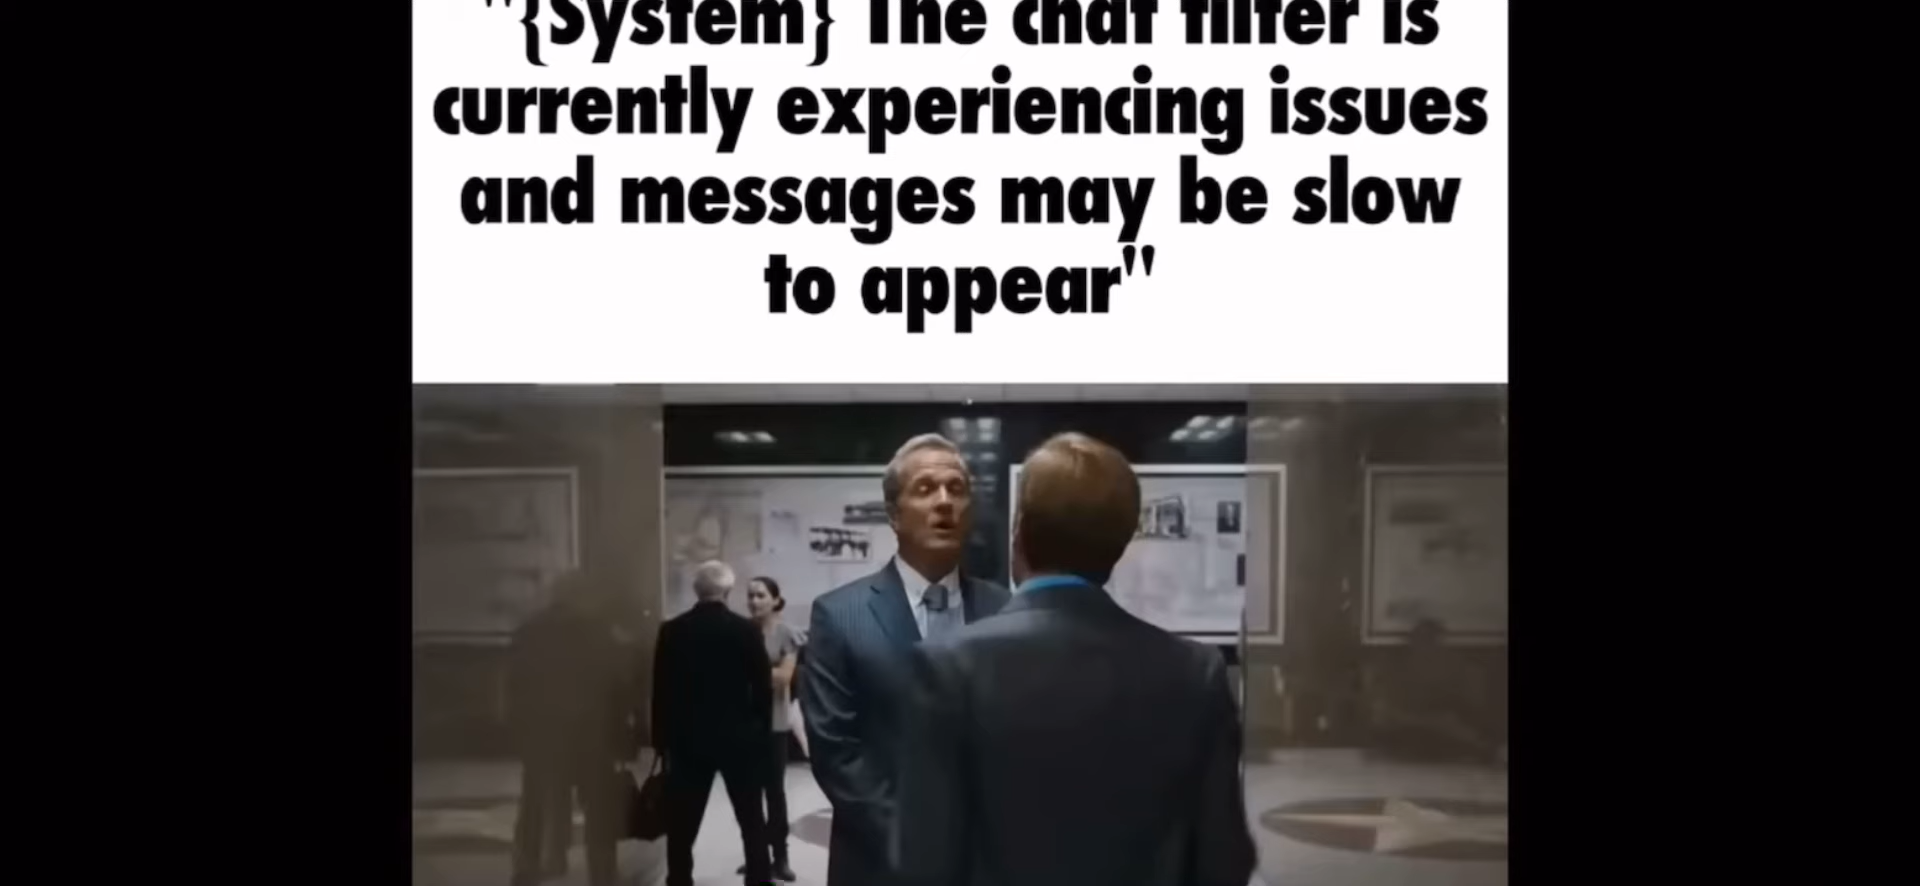 "{System} The chat filter is
currently experiencing issues
and messages may be slow
to appear"